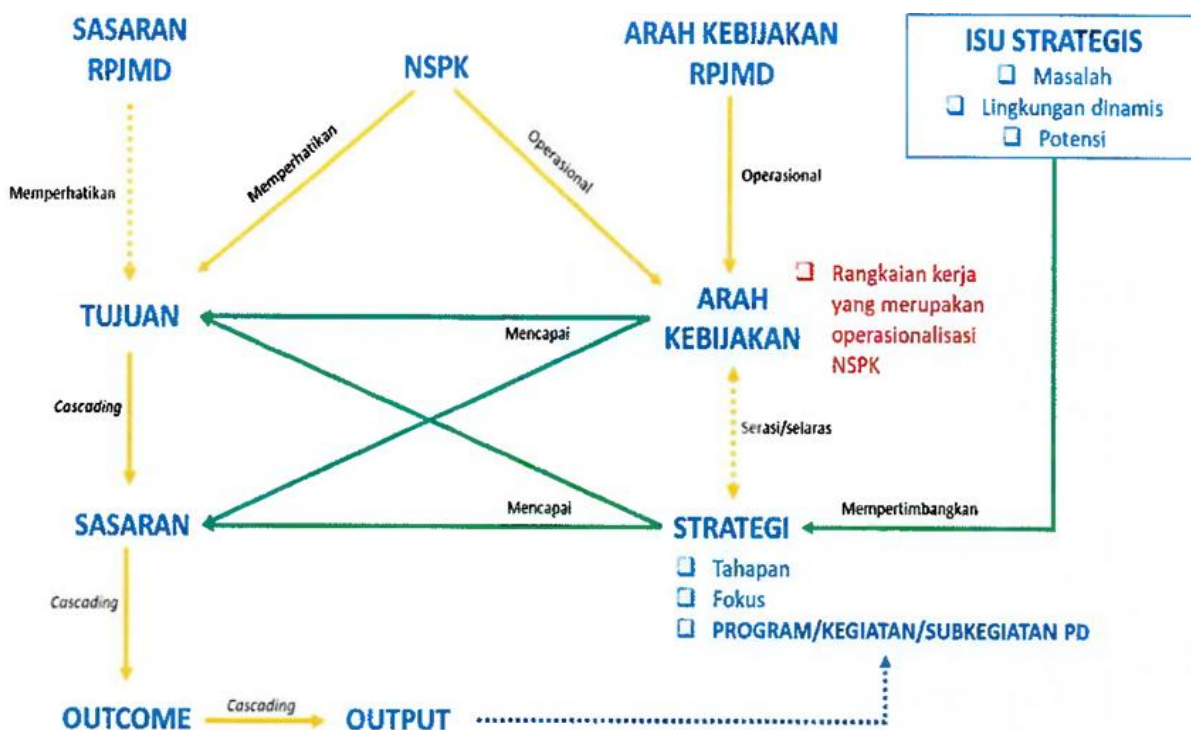 SASARAN
RPJMD
NSPK
ARAH KEBIJAKAN
RPJMD
ISU STRATEGIS
Masalah
Lingkungan dinamis
Potensi
Memperhatikan
Memperhatikan
Operasional
Operasional
TUJUAN
ARAH
KEBIJAKAN
Rangkaian kerja
yang merupakan
operasionalisasi
NSPK
Mencapai
Cascading
Serasi/selaras
SASARAN
Mencapai
STRATEGI
Mempertimbangkan
Tahapan
Fokus
PROGRAM/KEGIATAN/SUBKEGIATAN PD
Cascading
OUTCOME
Cascading
OUTPUT